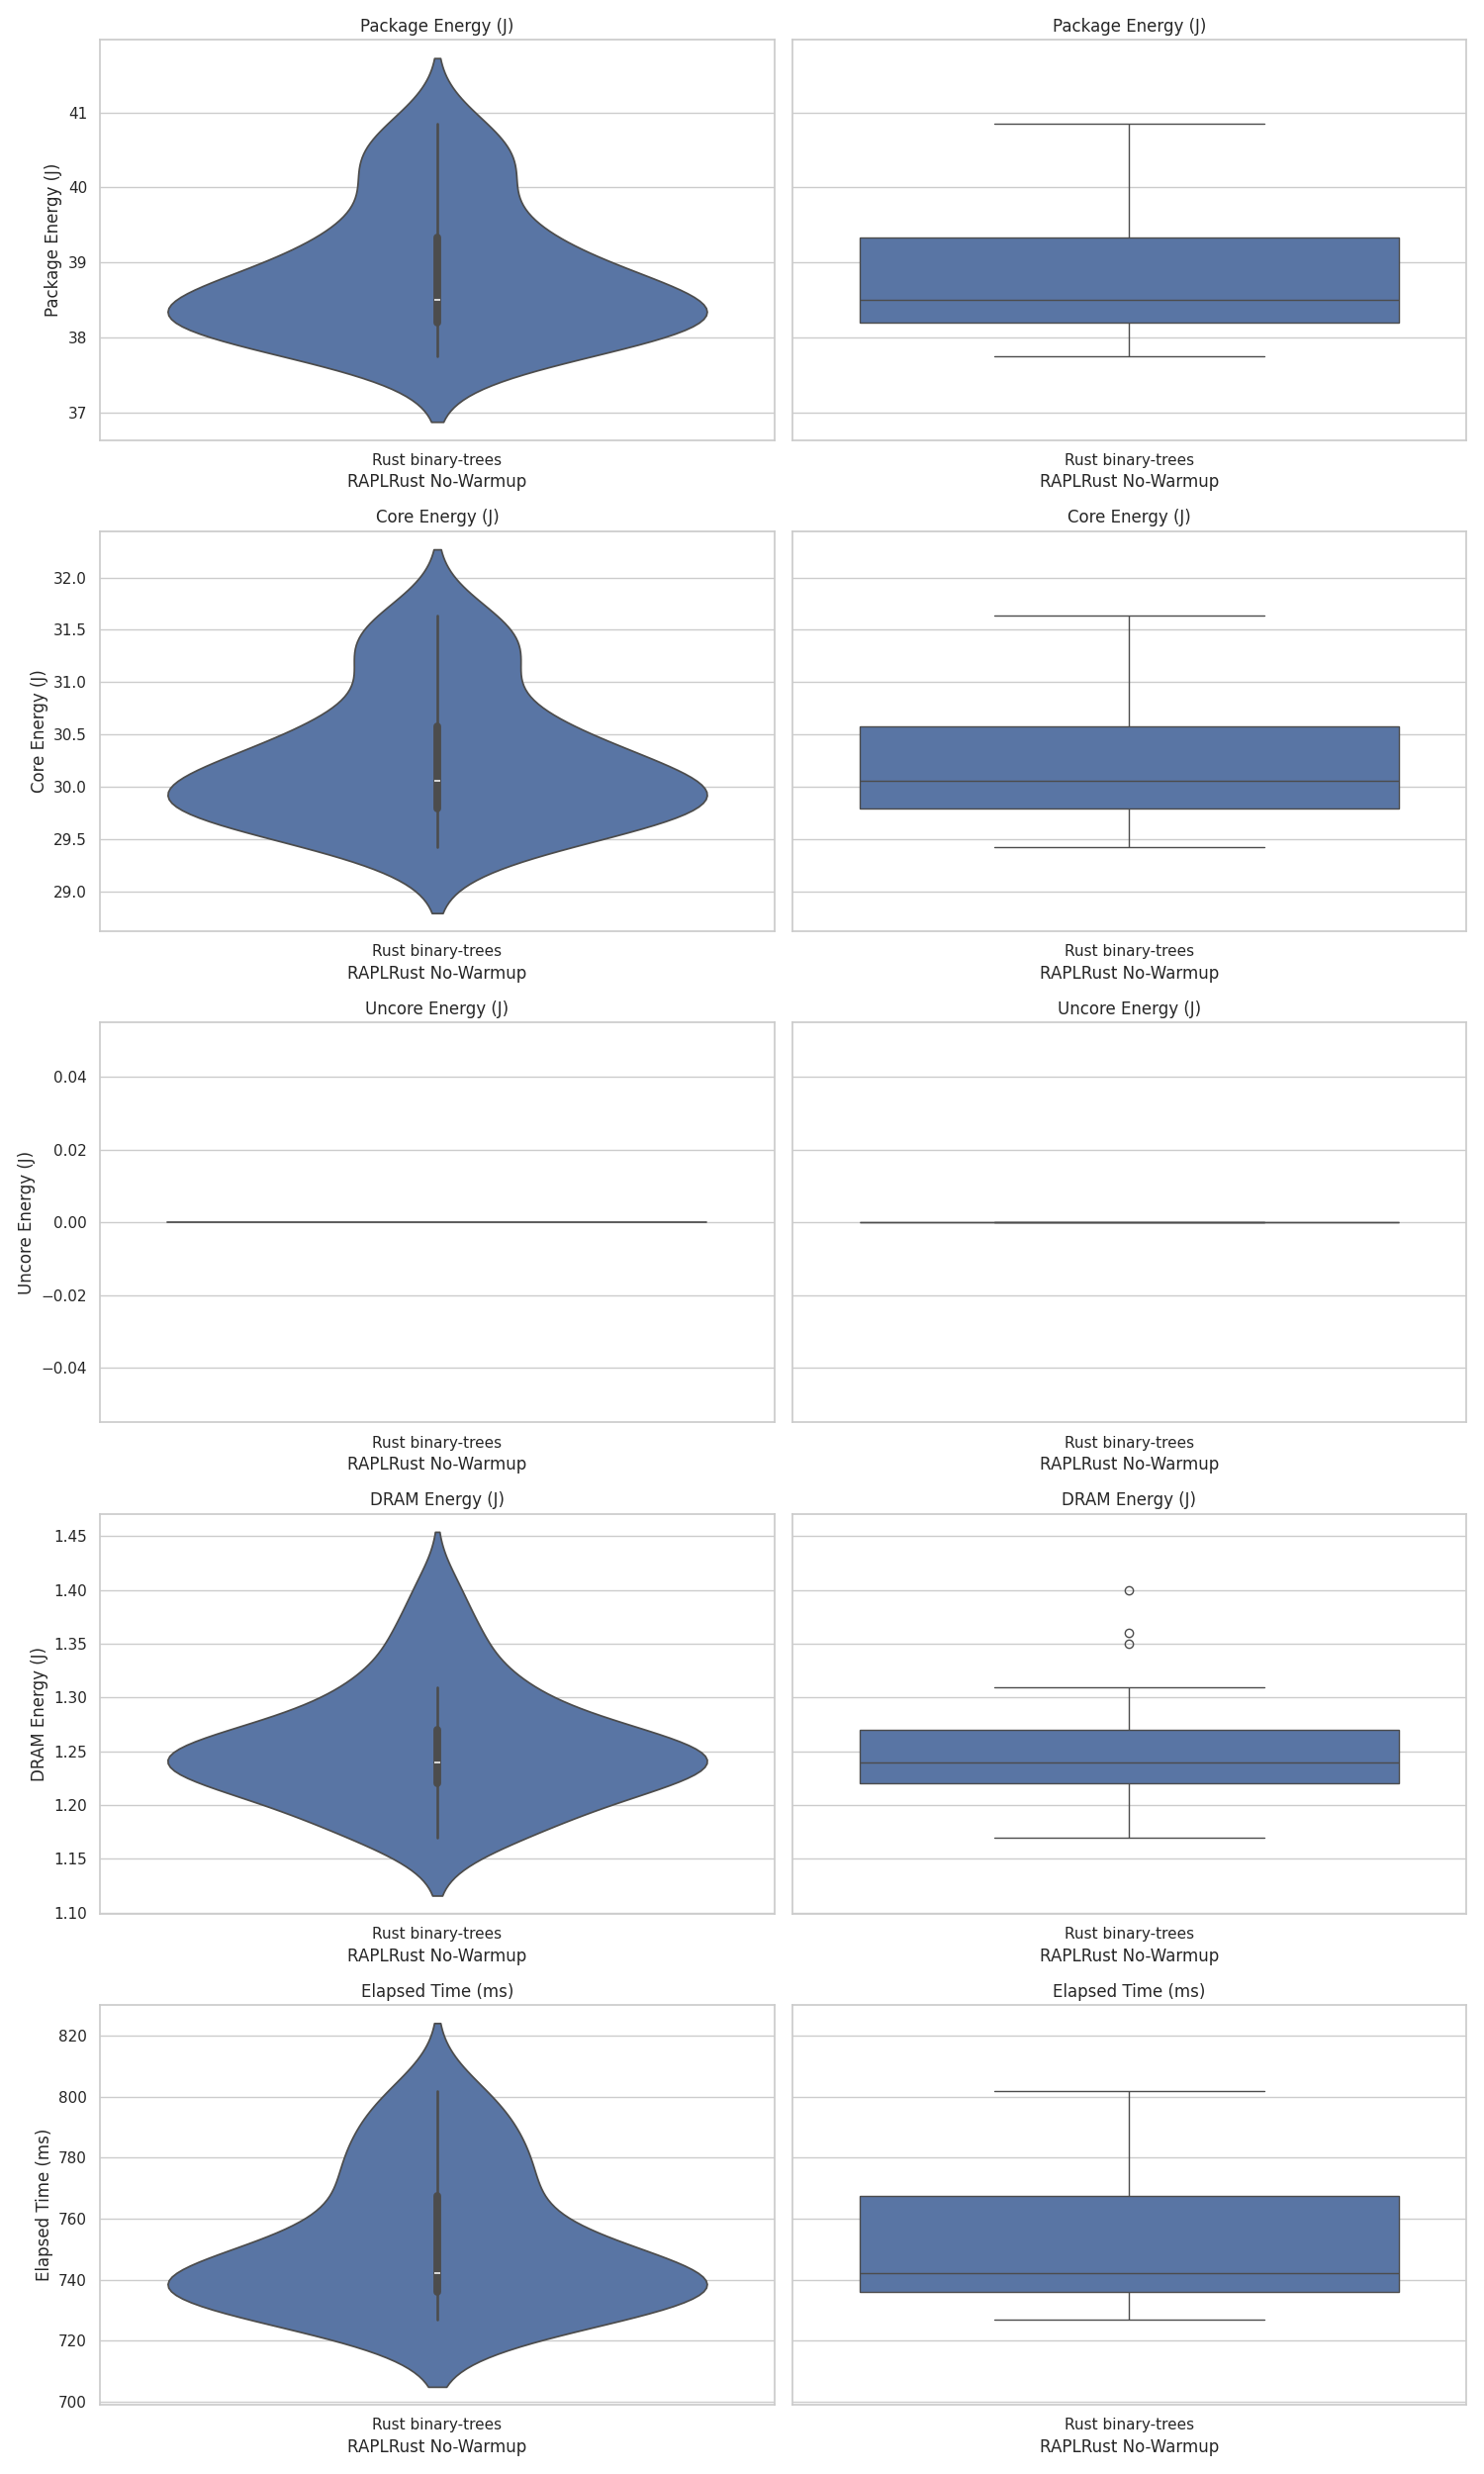 Package Energy (J)
Package Energy (J)
Package Energy (J)
41
40
39
38
37
Rust binary-trees
RAPLRust No-Warmup
Rust binary-trees
RAPLRust No-Warmup
Core Energy (J)
Core Energy (J)
Core Energy (J)
32.0
31.5
31.0
30.5
30.0
29.5
29.0
Rust binary-trees
RAPLRust No-Warmup
Rust binary-trees
RAPLRust No-Warmup
Uncore Energy (J)
Uncore Energy (J)
Uncore Energy (J)
0.04
0.02
0.00
−0.02
−0.04
Rust binary-trees
RAPLRust No-Warmup
Rust binary-trees
RAPLRust No-Warmup
DRAM Energy (J)
DRAM Energy (J)
DRAM Energy (J)
1.45
1.40
1.35
1.30
1.25
1.20
1.15
1.10
Rust binary-trees
RAPLRust No-Warmup
Rust binary-trees
RAPLRust No-Warmup
Elapsed Time (ms)
Elapsed Time (ms)
Elapsed Time (ms)
820
800
780
760
740
720
700
Rust binary-trees
RAPLRust No-Warmup
Rust binary-trees
RAPLRust No-Warmup